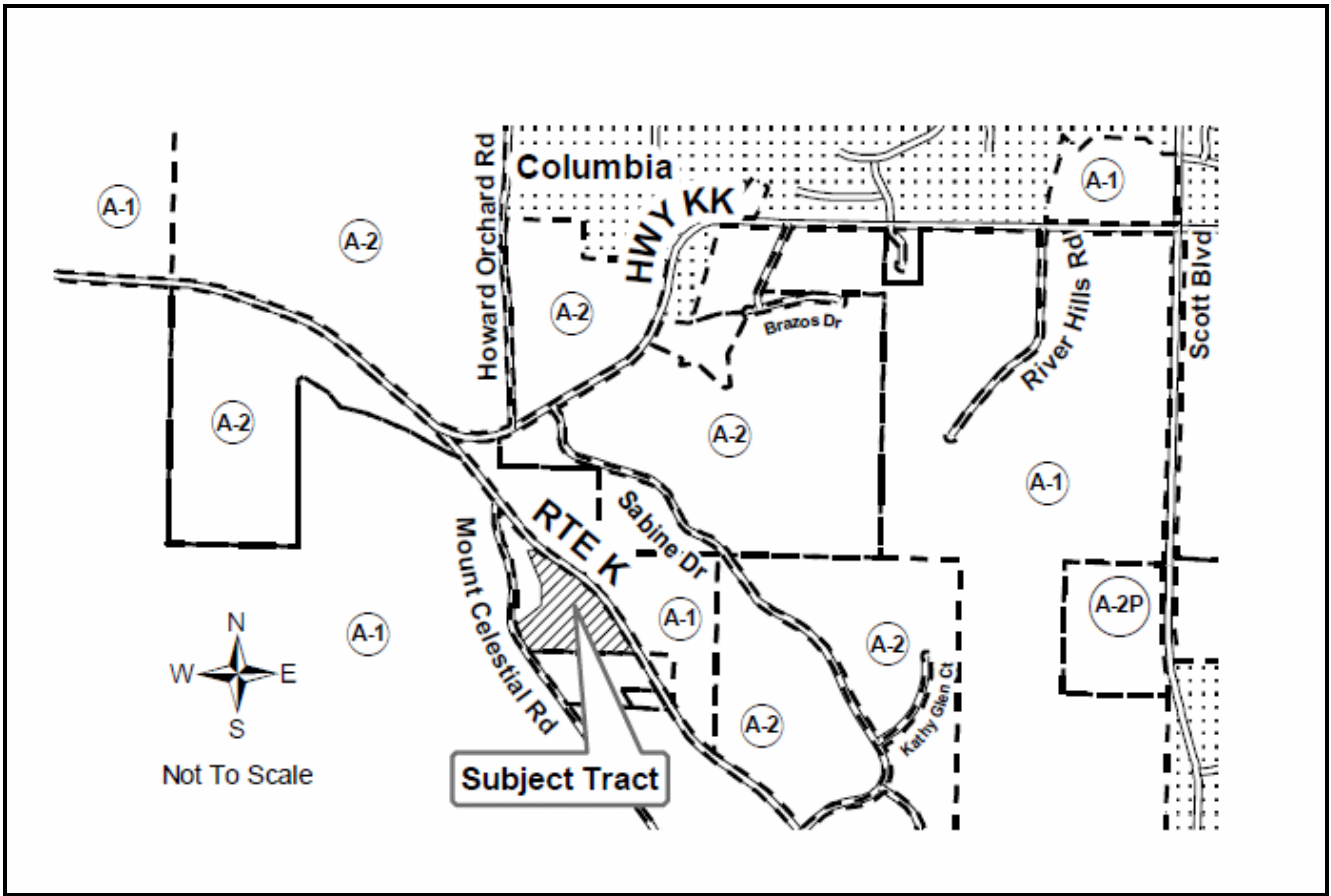 Columbia
A-1
A-1
Howard Orchard Rd
HWY KK
A-2
River Hills Rd
Scott Blvd
A-2
Brazos Dr
A-2
A-2
A-1
RTE K
Sabine Dr
Mount Celestial Rd
A-1
A-1
A-2P
A-2
N
W E
S
Kathy Glen Ct
A-2
Not To Scale
Subject Tract